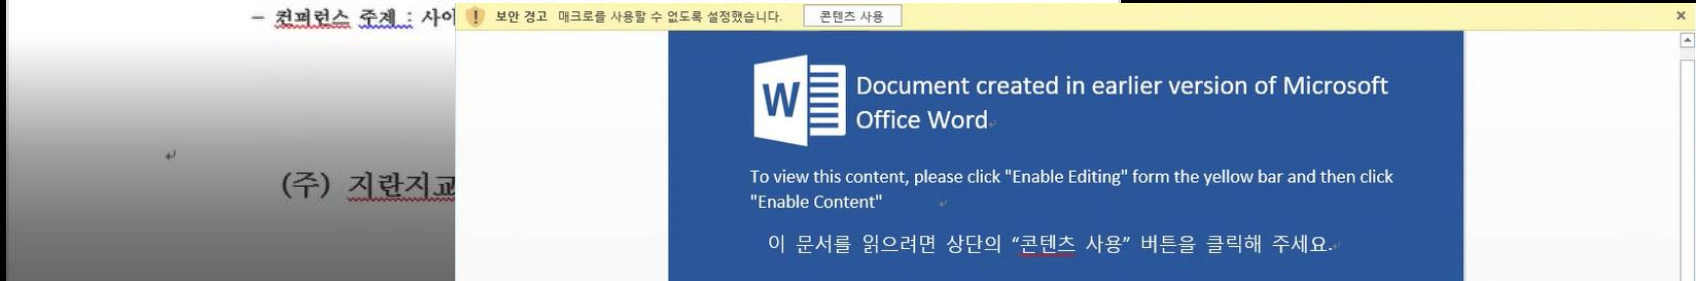 - 컨퍼런스 주제 : 사이
(주) 지란지교
보안 경고 매크로를 사용할 수 없도록 설정했습니다. 콘텐츠 사용
W
Document created in earlier version of Microsoft
Office Word
To view this content, please click "Enable Editing" form the yellow bar and then click
"Enable Content"
이 문서를 읽으려면 상단의 “콘텐츠 사용” 버튼을 클릭해 주세요.